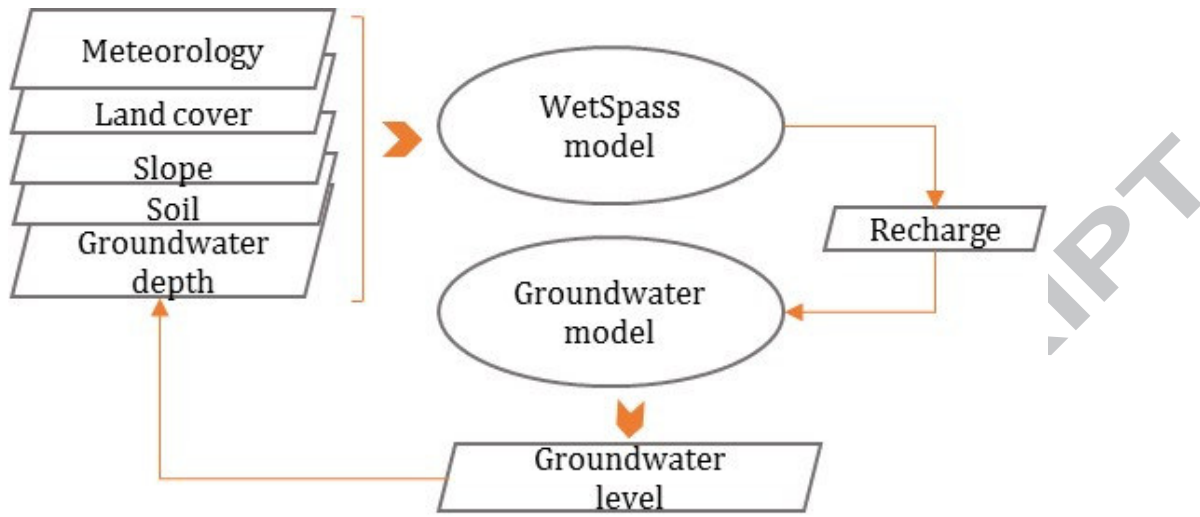 Meteorology
Land cover
Slope
Soil
Groundwater
depth
WetSpass
model
Recharge
Groundwater
model
Groundwater
level